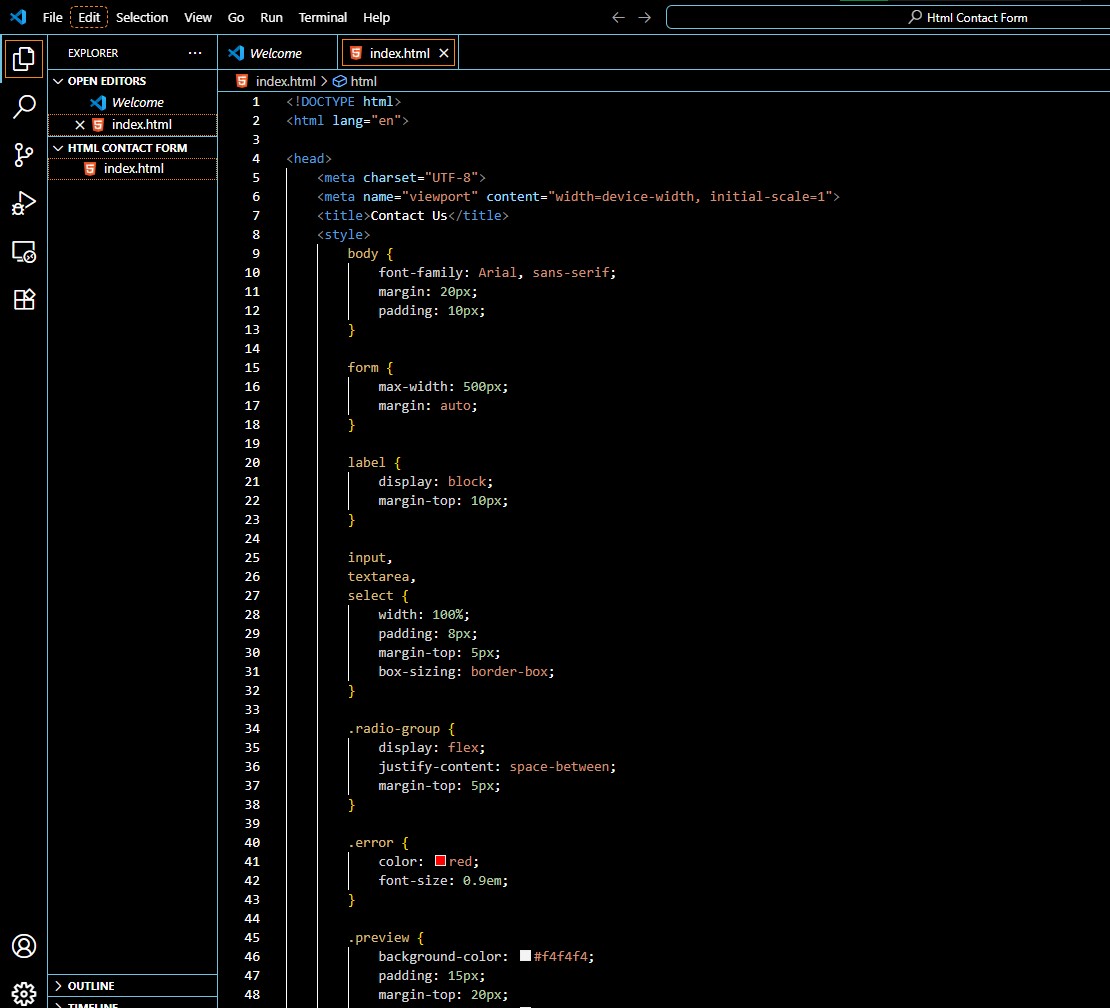 File Edit Selection View Go Run Terminal Help
Html Contact Form
EXPLORER
Welcome
index.html
OPEN EDITORS
Welcome
index.html
HTML CONTACT FORM
index.html
index.html > html
1 <!DOCTYPE html>
2 <html lang="en">
3
4 <head>
5 <meta charset="UTF-8">
6 <meta name="viewport" content="width=device-width, initial-scale=1">
7 <title>Contact Us</title>
8 <style>
9 body {
10 font-family: Arial, sans-serif;
11 margin: 20px;
12 padding: 10px;
13 }
14
15 form {
16 max-width: 500px;
17 margin: auto;
18 }
19
20 label {
21 display: block;
22 margin-top: 10px;
23 }
24
25 input,
26 textarea,
27 select {
28 width: 100%;
29 padding: 8px;
30 margin-top: 5px;
31 box-sizing: border-box;
32 }
33
34 .radio-group {
35 display: flex;
36 justify-content: space-between;
37 margin-top: 5px;
38 }
39
40 .error {
41 color: red;
42 font-size: 0.9em;
43 }
44
45 .preview {
46 background-color: #f4f4f4;
47 padding: 15px;
48 margin-top: 20px;
OUTLINE
TIMELINE